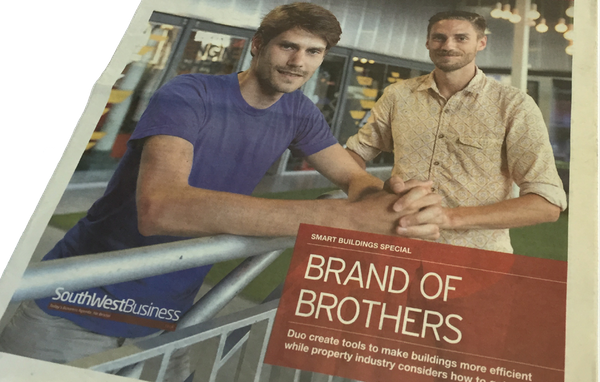 SMART BUILDINGS SPECIAL
BRAND OF
BROTHERS
Duo create tools to make buildings more efficient
while property industry considers how to
SouthWestBusiness